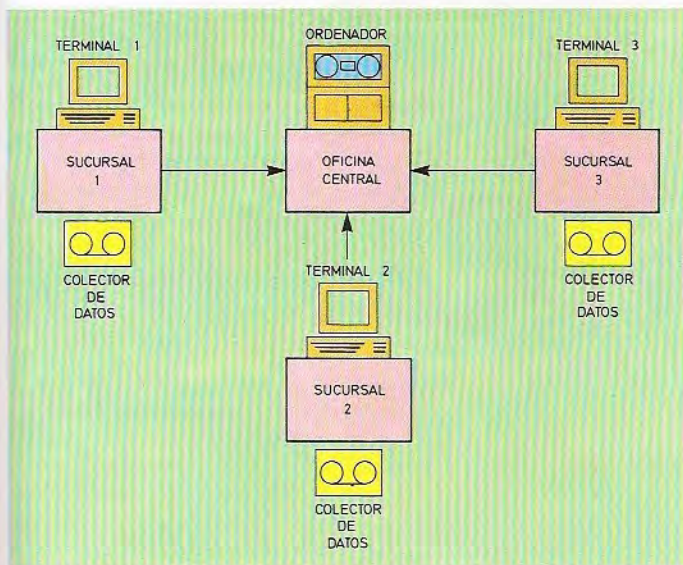 TERMINAL 1
ORDENADOR
TERMINAL 3
SUCURSAL
1
OFICINA
CENTRAL
SUCURSAL
3
COLECTOR
DE
DATOS
TERMINAL 2
COLECTOR
DE
DATOS
SUCURSAL
2
COLECTOR
DE
DATOS